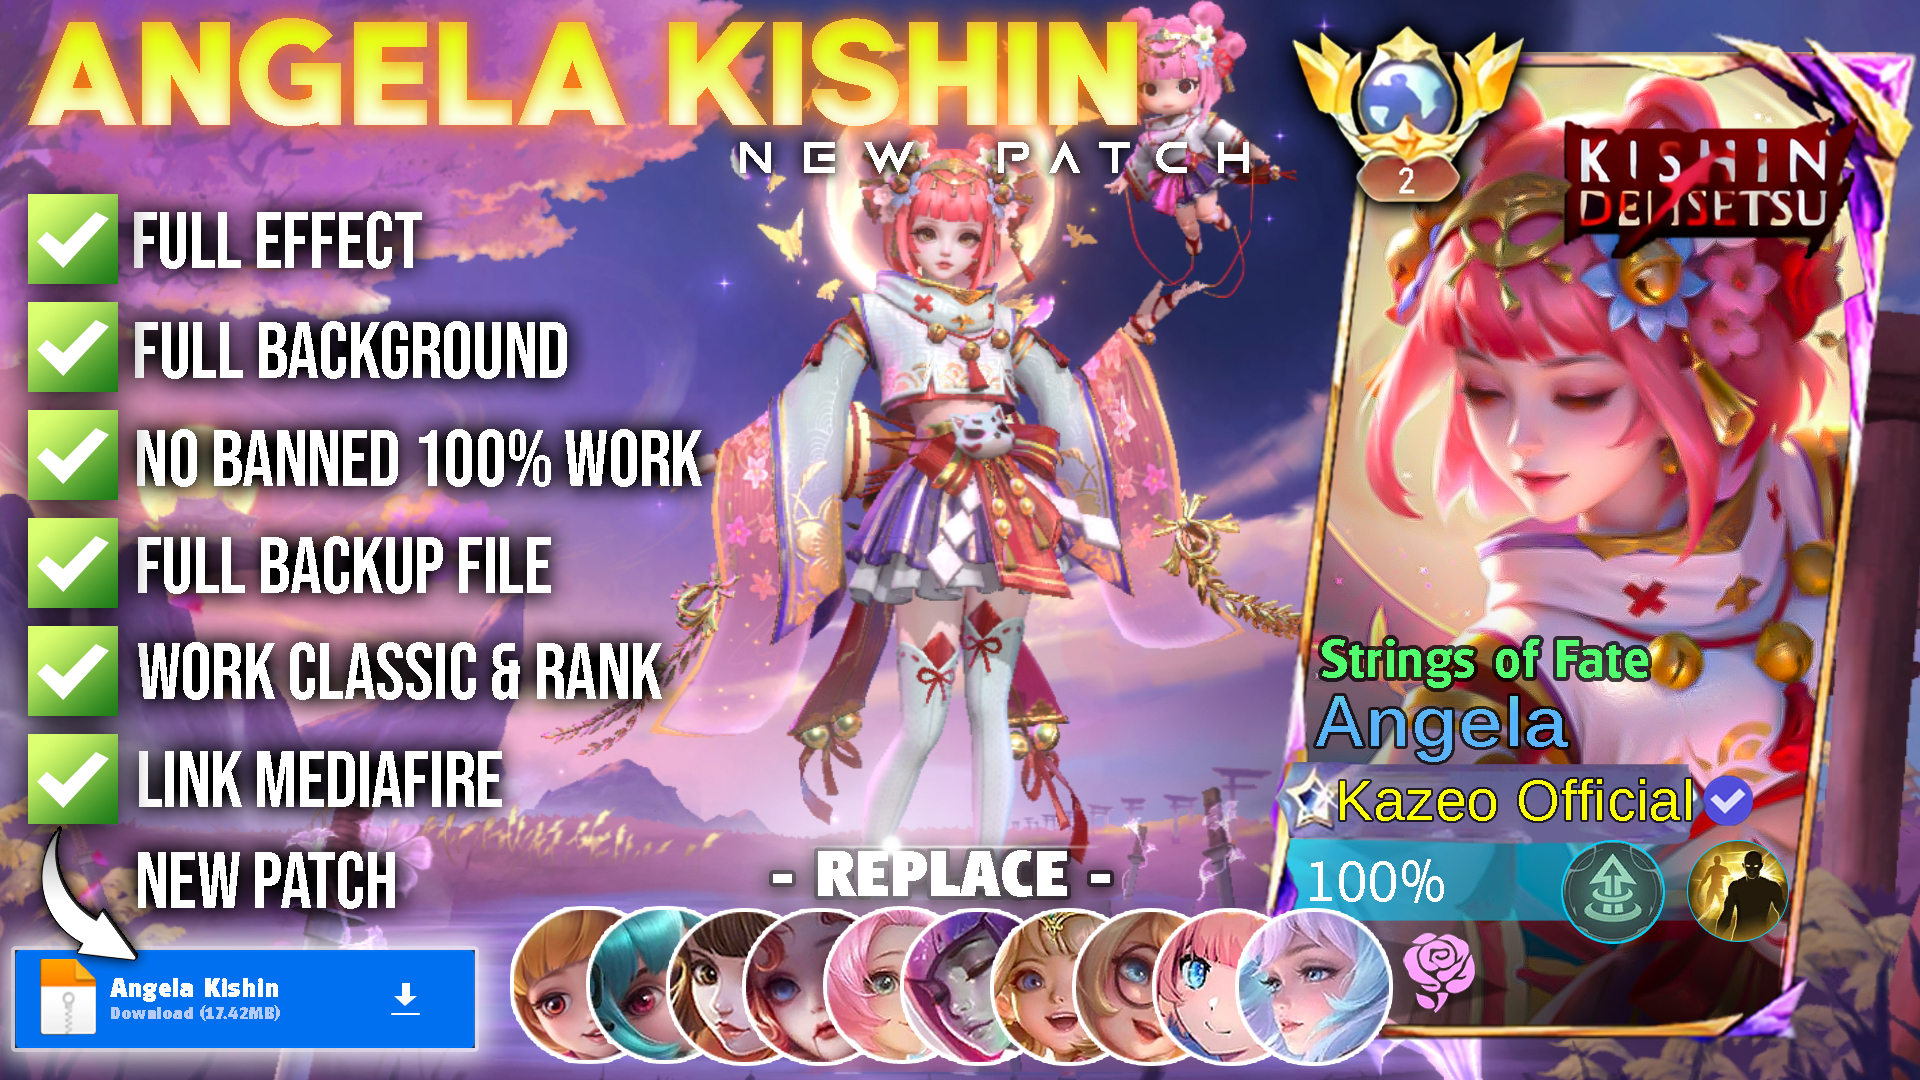 ANGELA KISHIN
NEW PATCH
FULL EFFECT
FULL BACKGROUND
NO BANNED 100% WORK
FULL BACKUP FILE
WORK CLASSIC & RANK
LINK MEDIAFIRE
NEW PATCH
Angela Kishin
Download (17.42MB)
- REPLACE -
2
KISHIN
DENSETSU
Strings of Fate
Angela
Kazeo Official
100%